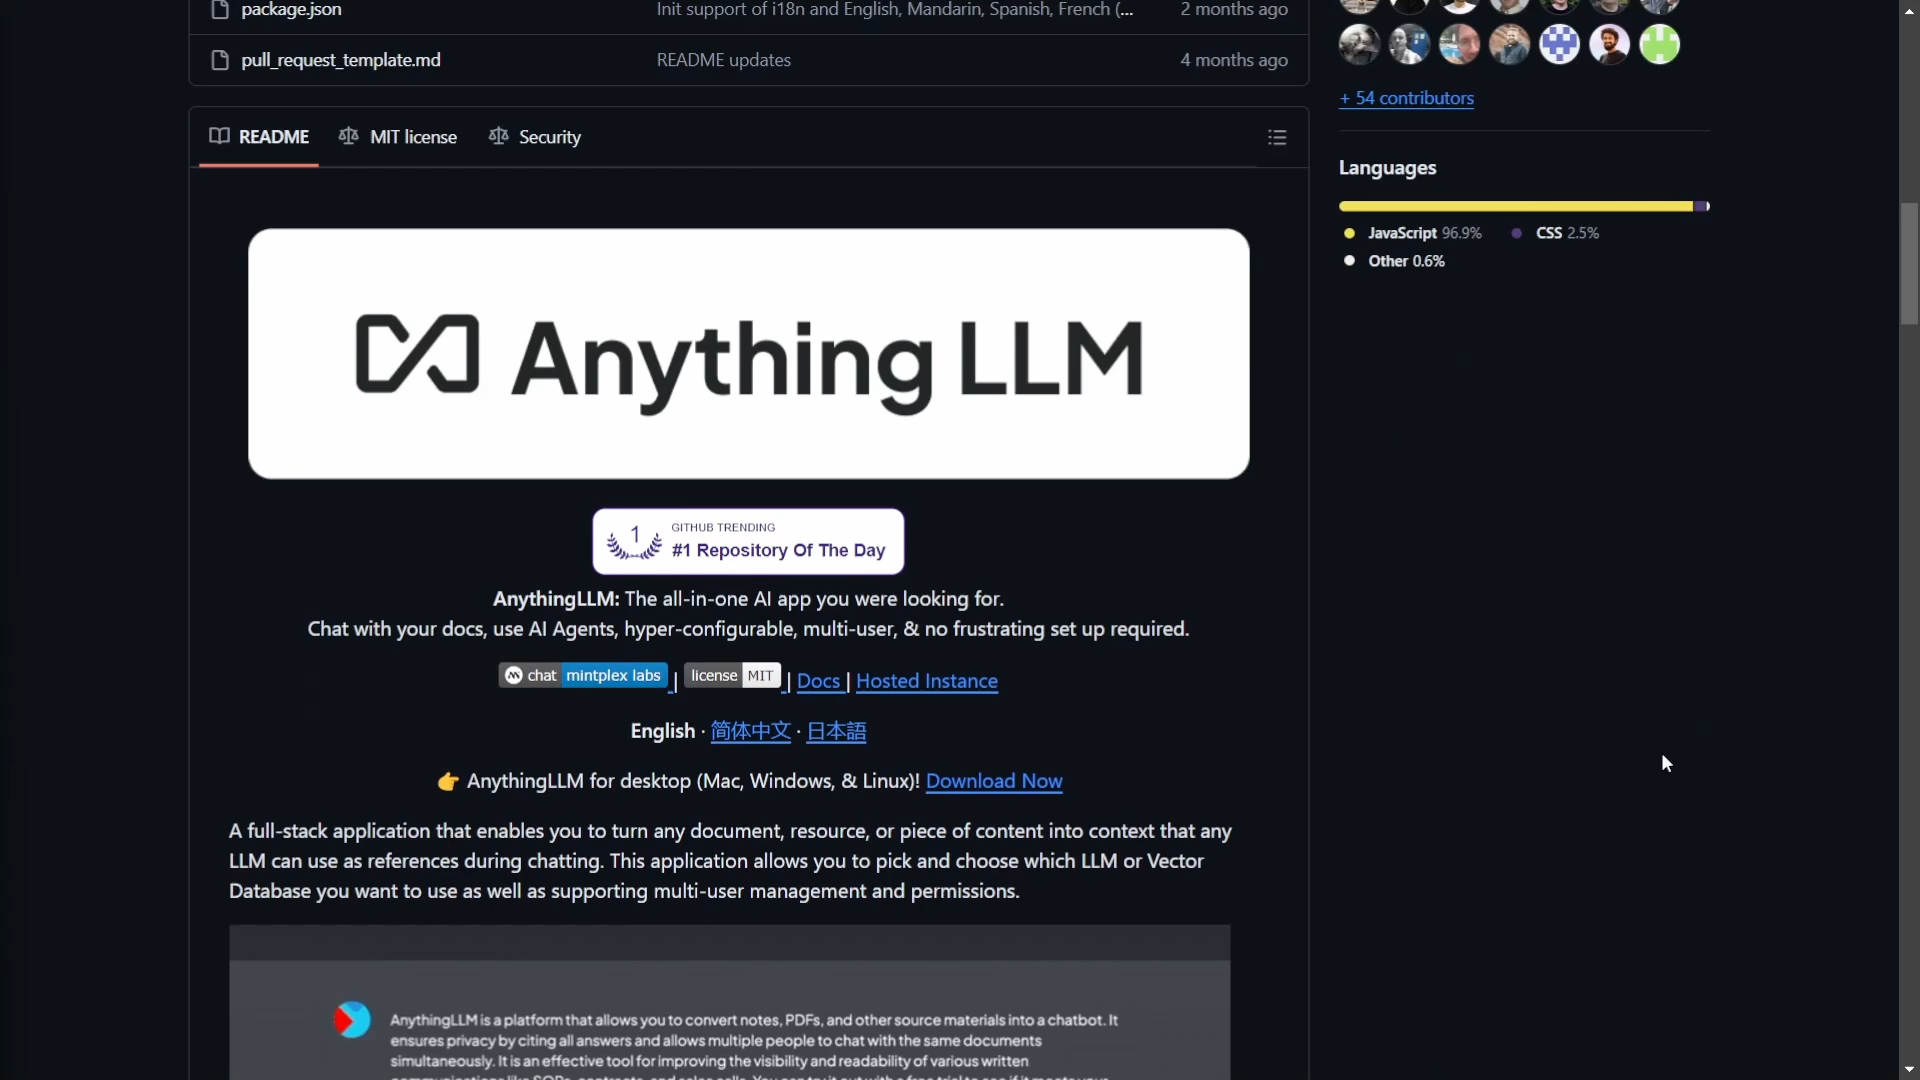 package.json Init support of i18n and English, Mandarin, Spanish, French (... 2 months ago
pull_request_template.md README updates 4 months ago
+ 54 contributors
README MIT license Security
Languages
JavaScript 96.9% CSS 2.5%
Other 0.6%
Anything LLM
1 GITHUB TRENDING
#1 Repository Of The Day
AnythingLLM: The all-in-one AI app you were looking for.
Chat with your docs, use AI Agents, hyper-configurable, multi-user, & no frustrating set up required.
chat mintplex labs | license MIT | Docs | Hosted Instance
English · 简体中文 · 日本語
👉 AnythingLLM for desktop (Mac, Windows, & Linux)! Download Now
A full-stack application that enables you to turn any document, resource, or piece of content into context that any
LLM can use as references during chatting. This application allows you to pick and choose which LLM or Vector
Database you want to use as well as supporting multi-user management and permissions.
AnythingLLM is a platform that allows you to convert notes, PDFs, and other source materials into a chatbot. It
ensures privacy by citing all answers and allows multiple people to chat with the same documents
simultaneously. It is an effective tool for improving the visibility and readability of various written